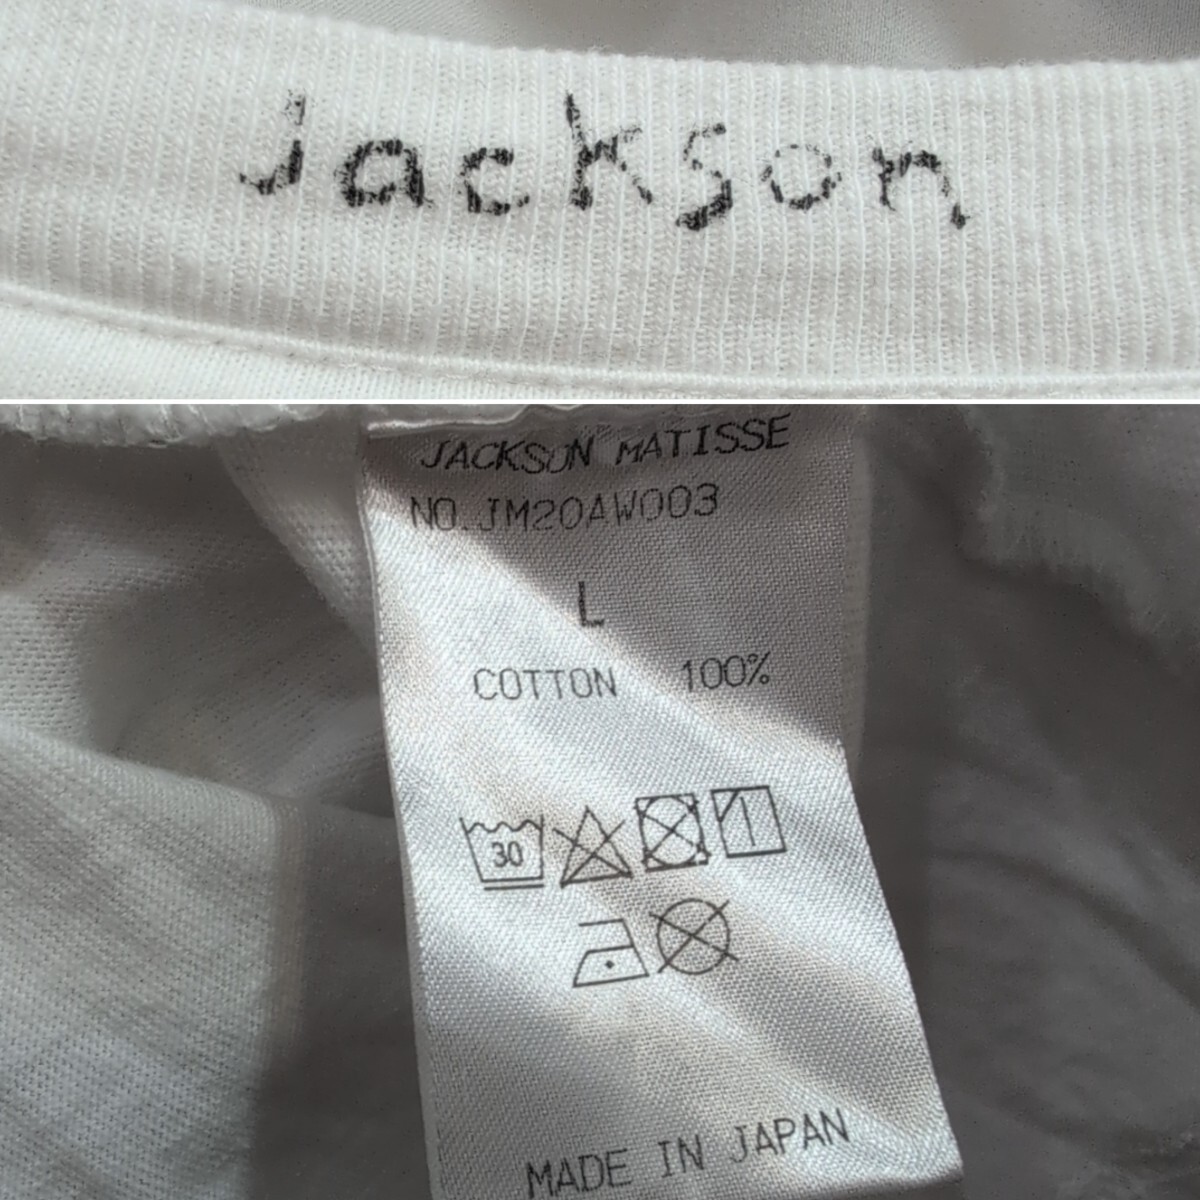 jackson
JACKSON MATISSE
NO.JM20AW003
L
COTTON 100%
30
MADE IN JAPAN